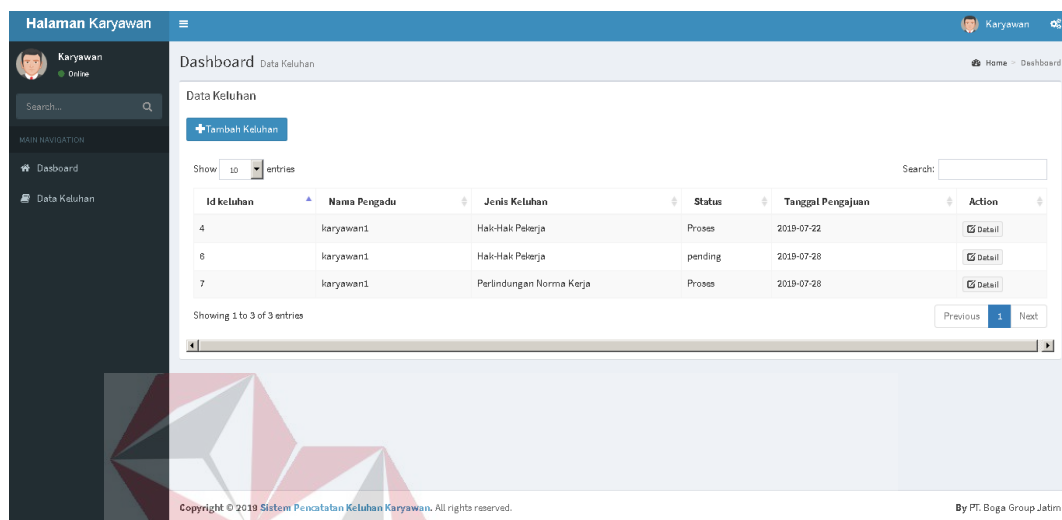 Halaman Karyawan
Karyawan
Karyawan
Online
Dashboard Data Keluhan
Home - Dashboard
Search...
MAIN NAVIGATION
Dasboard
Data Keluhan
Data Keluhan
Tambah Keluhan
Show 10 entries
Search:
Id keluhan Nama Pengadu Jenis Keluhan Status Tanggal Pengajuan Action
4 karyawan1 Hak-Hak Pekerja Proses 2019-07-22 Detail
6 karyawan1 Hak-Hak Pekerja pending 2019-07-28 Detail
7 karyawan1 Perlindungan Norma Kerja Proses 2019-07-28 Detail
Showing 1 to 3 of 3 entries
Previous 1 Next
Copyright © 2019 Sistem Pencatatan Keluhan Karyawan. All rights reserved.
By PT. Boga Group Jatim